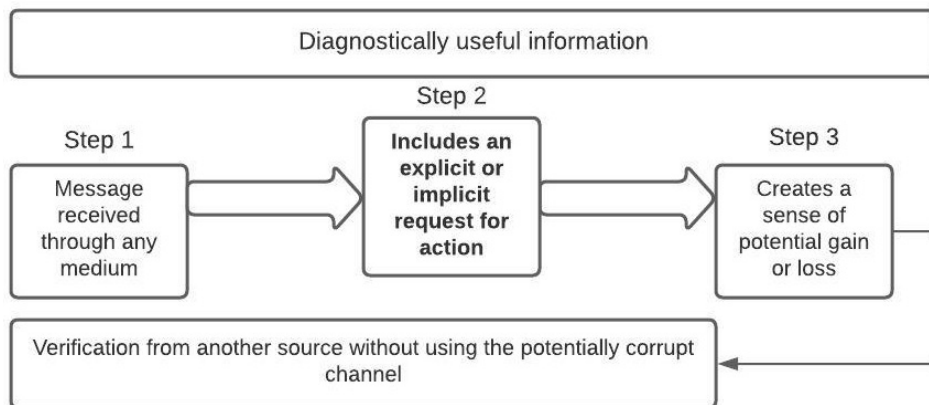 Diagnostically useful information
Step 1
Message
received
through any
medium
Step 2
Includes an
explicit or
implicit
request for
action
Step 3
Creates a
sense of
potential gain
or loss
Verification from another source without using the potentially corrupt
channel